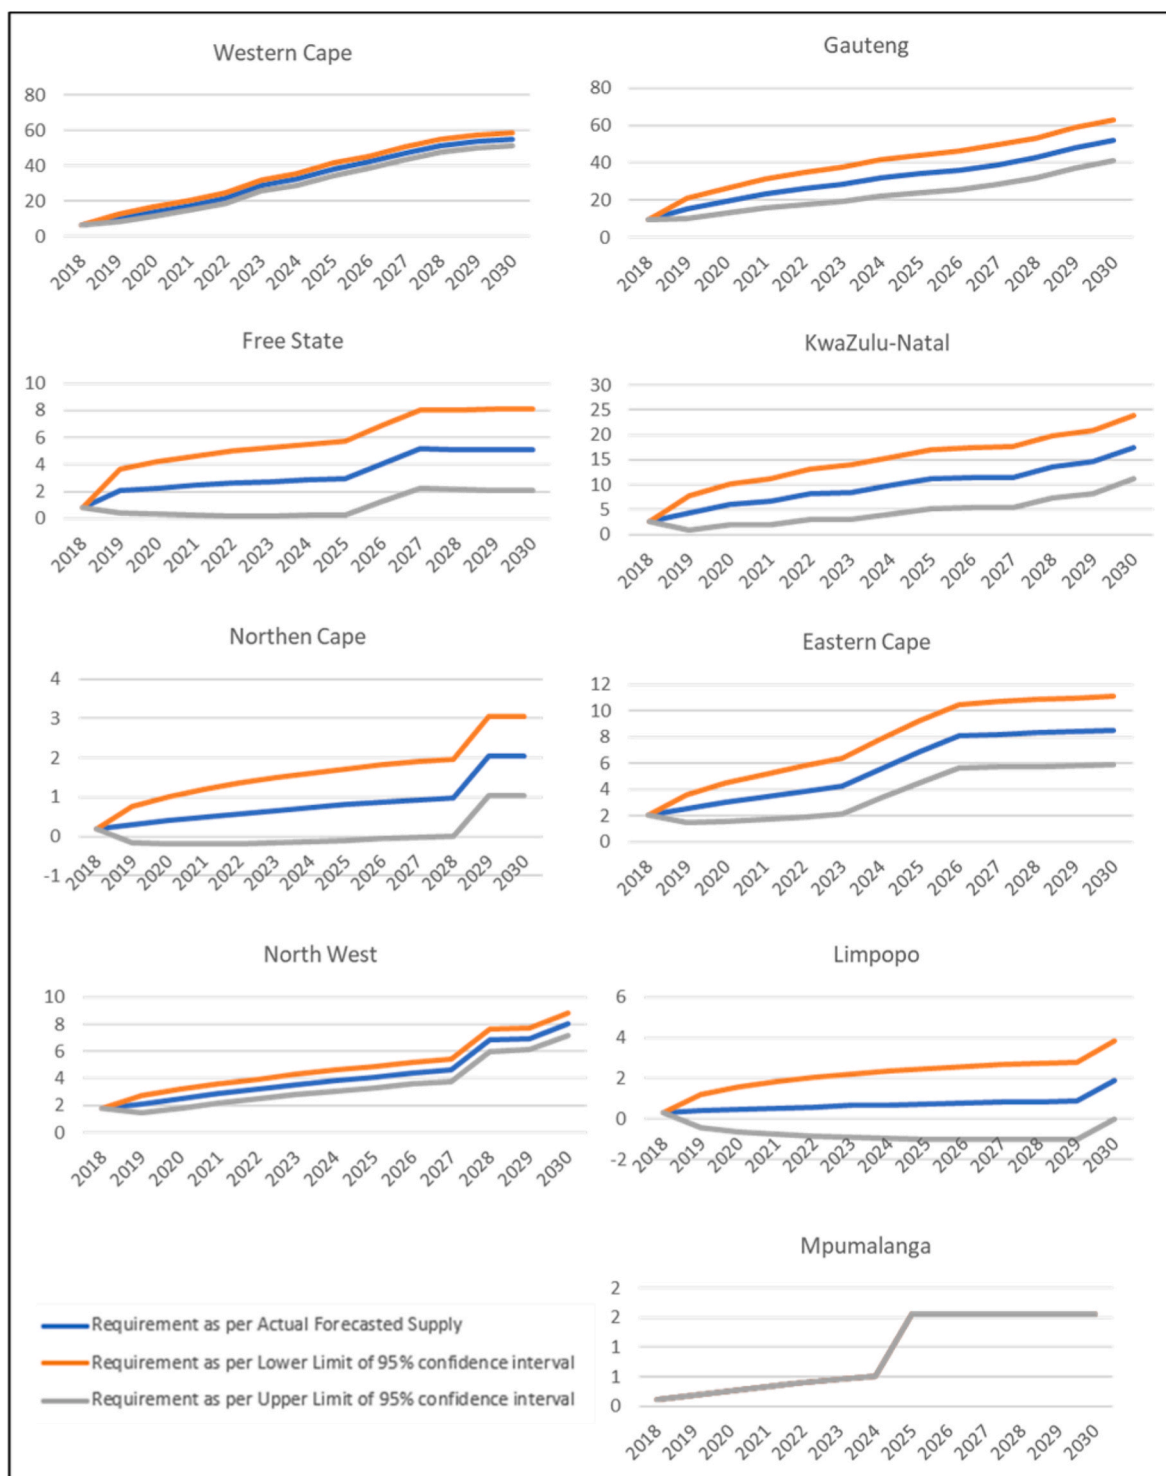 Western Cape
80
60
40
20
0
2018 2019 2020 2021 2022 2023 2024 2025 2026 2027 2028 2029 2030
Gauteng
80
60
40
20
0
2018 2019 2020 2021 2022 2023 2024 2025 2026 2027 2028 2029 2030
Free State
10
8
6
4
2
0
2018 2019 2020 2021 2022 2023 2024 2025 2026 2027 2028 2029 2030
KwaZulu-Natal
30
25
20
15
10
5
0
2018 2019 2020 2021 2022 2023 2024 2025 2026 2027 2028 2029 2030
Northen Cape
4
3
2
1
0
-1
2018 2019 2020 2021 2022 2023 2024 2025 2026 2027 2028 2029 2030
Eastern Cape
12
10
8
6
4
2
0
2018 2019 2020 2021 2022 2023 2024 2025 2026 2027 2028 2029 2030
North West
10
8
6
4
2
0
2018 2019 2020 2021 2022 2023 2024 2025 2026 2027 2028 2029 2030
Limpopo
6
4
2
0
-2
2018 2019 2020 2021 2022 2023 2024 2025 2026 2027 2028 2029 2030
Mpumalanga
2
2
1
1
0
2018 2019 2020 2021 2022 2023 2024 2025 2026 2027 2028 2029 2030
Requirement as per Actual Forecasted Supply
Requirement as per Lower Limit of 95% confidence interval
Requirement as per Upper Limit of 95% confidence interval